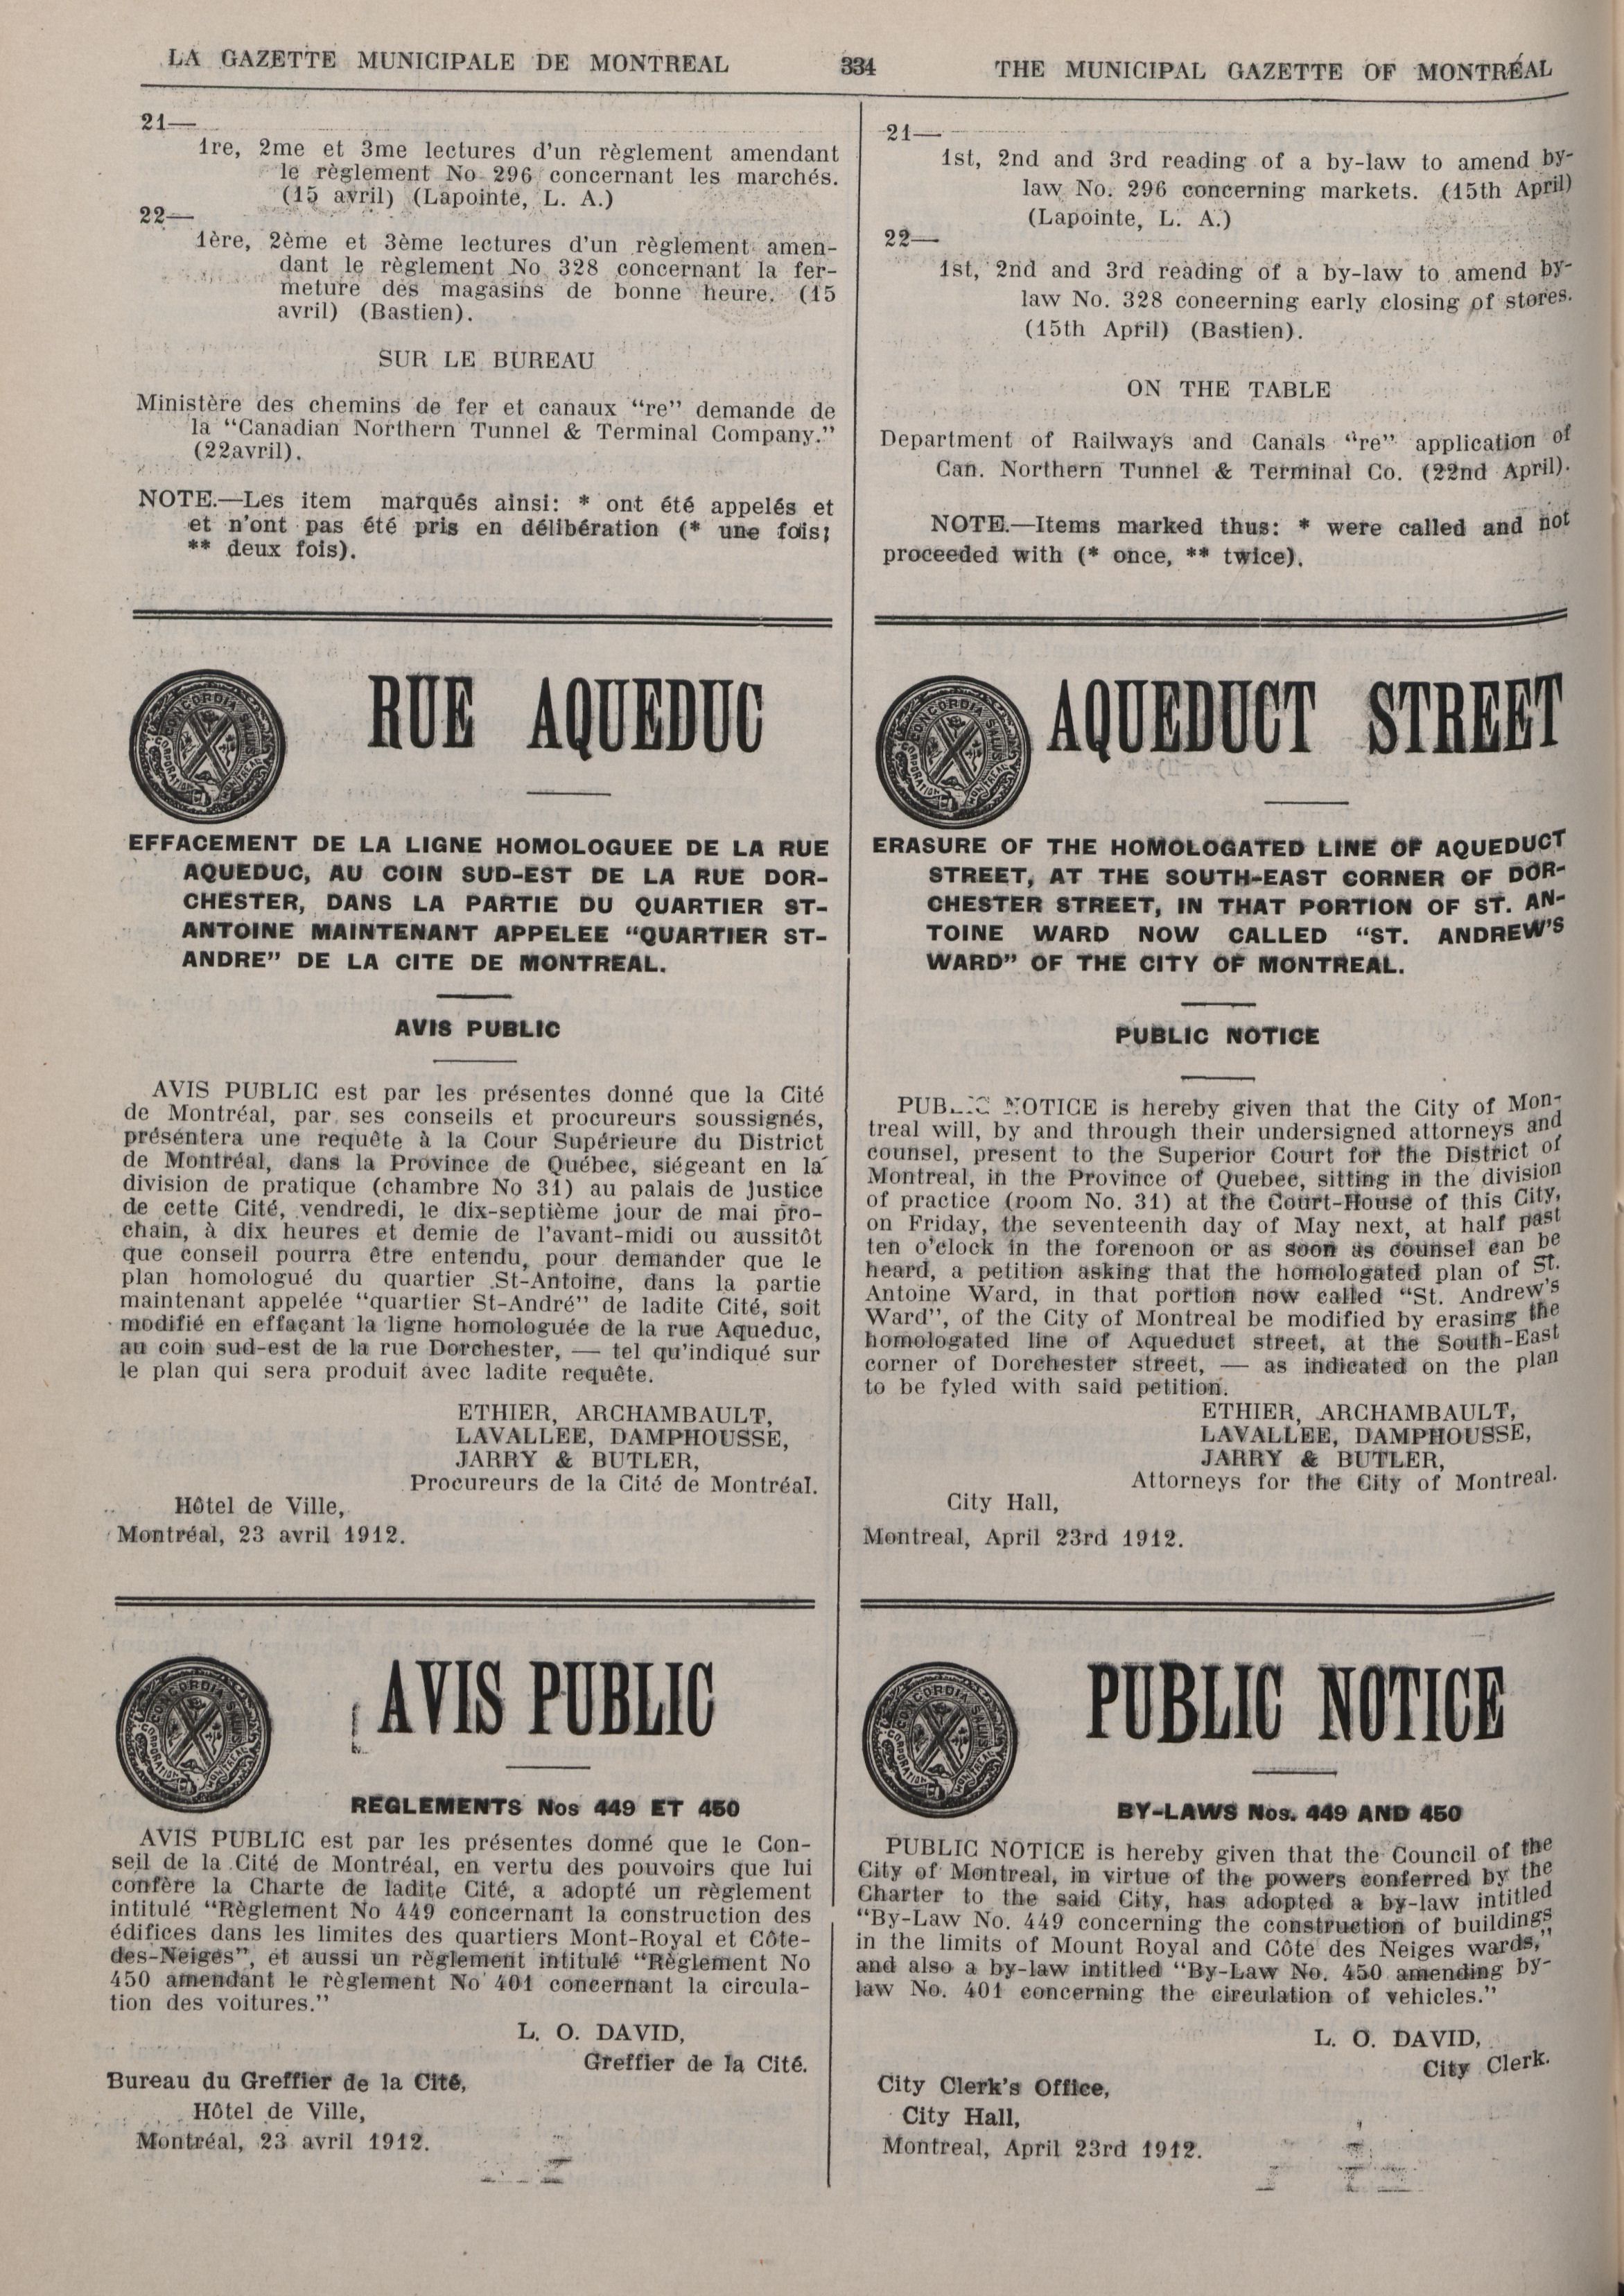 LA GAZETTE MUNICIPALE DE MONTREAL 334 THE MUNICIPAL GAZETTE OF MONTRÉAL
21—
1re, 2me et 3me lectures d'un règlement amendant
le règlement No 296 concernant les marchés.
(15 avril) (Lapointe, L. A.)
22—
1ère, 2ème et 3ème lectures d'un règlement amen-
dant le règlement No 328 concernant la fer-
meture des magasins de bonne heure. (15
avril) (Bastien).
SUR LE BUREAU
Ministère des chemins de fer et canaux "re" demande de
la "Canadian Northern Tunnel & Terminal Company."
(22avril).
NOTE.—Les item marqués ainsi: * ont été appelés et
et n'ont pas été pris en délibération (* une fois;
** deux fois).
RUE AQUEDUC
EFFACEMENT DE LA LIGNE HOMOLOGUEE DE LA RUE
AQUEDUC, AU COIN SUD-EST DE LA RUE DOR-
CHESTER, DANS LA PARTIE DU QUARTIER ST-
ANTOINE MAINTENANT APPELEE "QUARTIER ST-
ANDRE" DE LA CITE DE MONTREAL.
AVIS PUBLIC
AVIS PUBLIC est par les présentes donné que la Cité
de Montréal, par ses conseils et procureurs soussignés,
présentera une requête à la Cour Supérieure du District
de Montréal, dans la Province de Québec, siégeant en la
division de pratique (chambre No 31) au palais de justice
de cette Cité, vendredi, le dix-septième jour de mai pro-
chain, à dix heures et demie de l'avant-midi ou aussitôt
que conseil pourra être entendu, pour demander que le
plan homologué du quartier St-Antoine, dans la partie
maintenant appelée "quartier St-André" de ladite Cité, soit
modifié en effaçant la ligne homologuée de la rue Aqueduc,
au coin sud-est de la rue Dorchester, — tel qu'indiqué sur
le plan qui sera produit avec ladite requête.
ETHIER, ARCHAMBAULT,
LAVALLEE, DAMPHOUSSE,
JARRY & BUTLER,
Procureurs de la Cité de Montréal.
Hôtel de Ville,
Montréal, 23 avril 1912.
AVIS PUBLIC
REGLEMENTS Nos 449 ET 450
AVIS PUBLIC est par les présentes donné que le Con-
seil de la Cité de Montréal, en vertu des pouvoirs que lui
confère la Charte de ladite Cité, a adopté un règlement
intitulé "Règlement No 449 concernant la construction des
édifices dans les limites des quartiers Mont-Royal et Côte-
des-Neiges", et aussi un règlement intitulé "Règlement No
450 amendant le règlement No 401 concernant la circula-
tion des voitures."
L. O. DAVID,
Greffier de la Cité.
Bureau du Greffier de la Cité,
Hôtel de Ville,
Montréal, 23 avril 1912.
21—
1st, 2nd and 3rd reading of a by-law to amend by-
law No. 296 concerning markets. (15th April)
(Lapointe, L. A.)
22—
1st, 2nd and 3rd reading of a by-law to amend by-
law No. 328 concerning early closing of stores.
(15th April) (Bastien).
ON THE TABLE
Department of Railways and Canals "re" application of
Can. Northern Tunnel & Terminal Co. (22nd April).
NOTE.—Items marked thus: * were called and not
proceeded with (* once, ** twice).
AQUEDUCT STREET
ERASURE OF THE HOMOLOGATED LINE OF AQUEDUCT
STREET, AT THE SOUTH-EAST CORNER OF DOR-
CHESTER STREET, IN THAT PORTION OF ST. AN-
TOINE WARD NOW CALLED "ST. ANDREW'S
WARD" OF THE CITY OF MONTREAL.
PUBLIC NOTICE
PUBLIC NOTICE is hereby given that the City of Mon-
treal will, by and through their undersigned attorneys and
counsel, present to the Superior Court for the District of
Montreal, in the Province of Quebec, sitting in the division
of practice (room No. 31) at the Court-House of this City,
on Friday, the seventeenth day of May next, at half past
ten o'clock in the forenoon or as soon as counsel can be
heard, a petition asking that the homologated plan of St.
Antoine Ward, in that portion now called "St. Andrew's
Ward", of the City of Montreal be modified by erasing the
homologated line of Aqueduct street, at the South-East
corner of Dorchester street, — as indicated on the plan
to be fyled with said petition.
ETHIER, ARCHAMBAULT,
LAVALLEE, DAMPHOUSSE,
JARRY & BUTLER,
Attorneys for the City of Montreal.
City Hall,
Montreal, April 23rd 1912.
PUBLIC NOTICE
BY-LAWS Nos. 449 AND 450
PUBLIC NOTICE is hereby given that the Council of the
City of Montreal, in virtue of the powers conferred by the
Charter to the said City, has adopted a by-law intitled
"By-Law No. 449 concerning the construction of buildings
in the limits of Mount Royal and Côte des Neiges wards,"
and also a by-law intitled "By-Law No. 450 amending by-
law No. 401 concerning the circulation of vehicles."
L. O. DAVID,
City Clerk.
City Clerk's Office,
City Hall,
Montreal, April 23rd 1912.